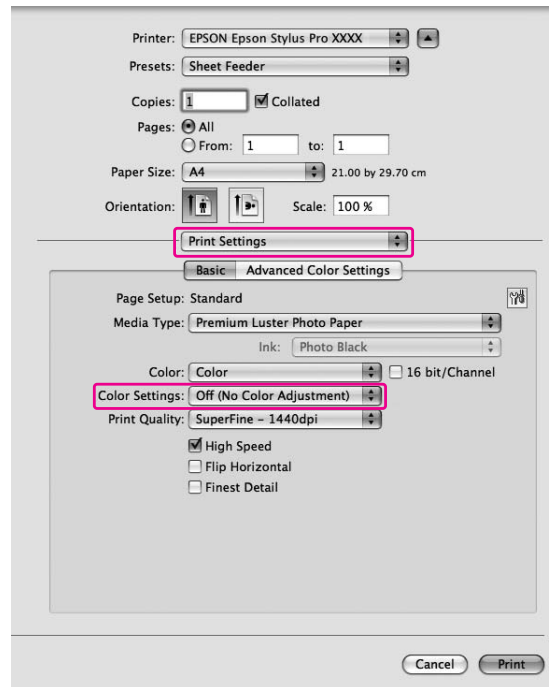 Printer: EPSON Epson Stylus Pro XXXX
Presets: Sheet Feeder
Copies: 1 Collated
Pages: All
From: 1 to: 1
Paper Size: A4 21.00 by 29.70 cm
Orientation: Scale: 100 %
Print Settings
Basic Advanced Color Settings
Page Setup: Standard
Media Type: Premium Luster Photo Paper
Ink: Photo Black
Color: Color 16 bit/Channel
Color Settings: Off (No Color Adjustment)
Print Quality: SuperFine – 1440dpi
High Speed
Flip Horizontal
Finest Detail
Cancel Print